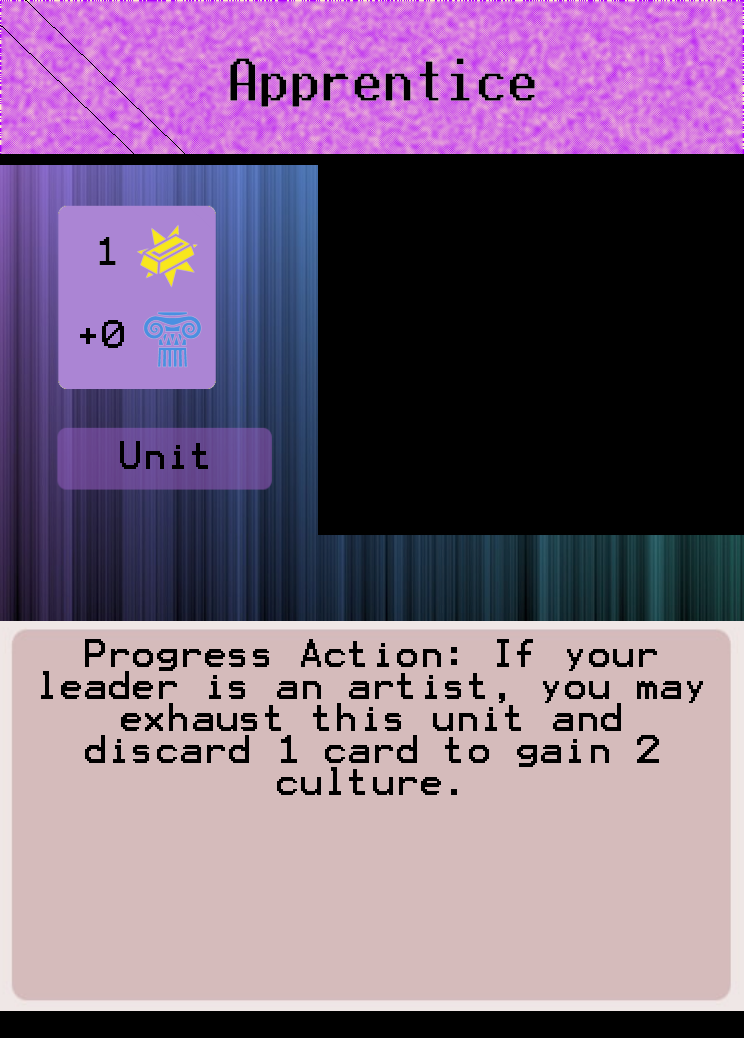 Apprentice
1
+0
Unit
Progress Action: If your
leader is an artist, you may
exhaust this unit and
discard 1 card to gain 2
culture.